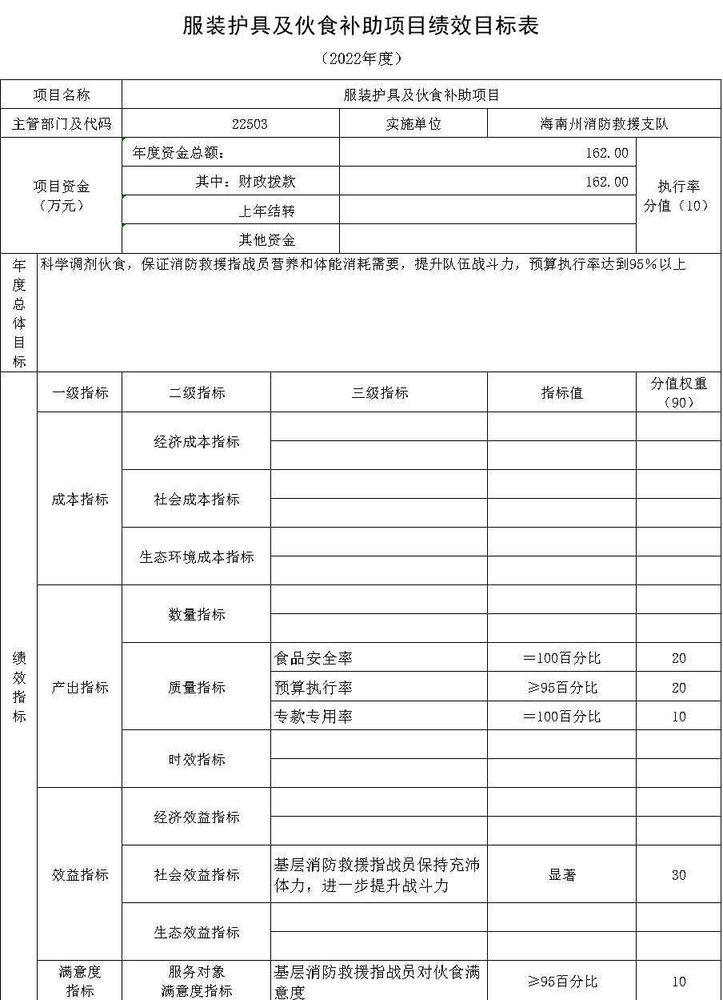 服装护具及伙食补助项目绩效目标表
（2022年度）
项目名称 服装护具及伙食补助项目
主管部门及代码 22503 实施单位 海南州消防救援支队
项目资金
（万元）
年度资金总额： 162.00
其中：财政拨款 162.00
上年结转
其他资金
执行率
分值（10）
年度总体目标
科学调剂伙食，保证消防救援指战员营养和体能消耗需要，提升队伍战斗力，预算执行率达到95%以上
绩效指标
一级指标 二级指标 三级指标 指标值 分值权重
（90）
成本指标
经济成本指标
社会成本指标
生态环境成本指标
产出指标
数量指标
质量指标
食品安全率 ＝100百分比 20
预算执行率 ≥95百分比 20
专款专用率 ＝100百分比 10
时效指标
效益指标
经济效益指标
社会效益指标
基层消防救援指战员保持充沛
体力，进一步提升战斗力
显著 30
生态效益指标
满意度
指标
服务对象
满意度指标
基层消防救援指战员对伙食满
意度
≥95百分比 10